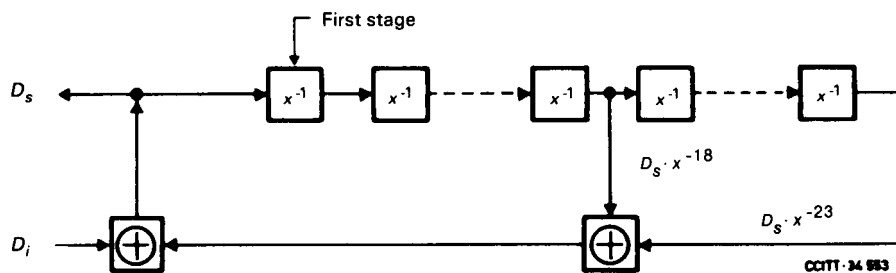 First stage
D_s
x⁻¹ x⁻¹ x⁻¹ x⁻¹ x⁻¹
D_s · x⁻¹⁸
D_s · x⁻²³
D_i
+ +
CCITT-34 553